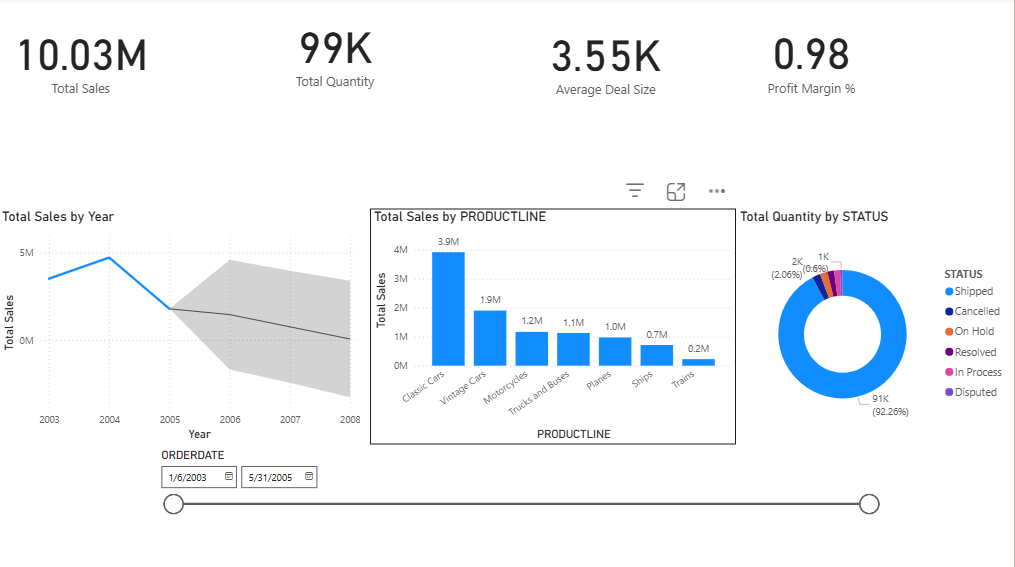 10.03M
Total Sales
99K
Total Quantity
3.55K
Average Deal Size
0.98
Profit Margin %
Total Sales by Year
Total Sales
5M
0M
2003 2004 2005 2006 2007 2008
Year
Total Sales by PRODUCTLINE
Total Sales
4M
3M
2M
1M
0M
3.9M
1.9M
1.2M
1.1M
1.0M
0.7M
0.2M
Classic Cars
Vintage Cars
Motorcycles
Trucks and Buses
Planes
Ships
Trains
PRODUCTLINE
Total Quantity by STATUS
2K
(2.06%)
1K
(0.6%)
91K
(92.26%)
STATUS
Shipped
Cancelled
On Hold
Resolved
In Process
Disputed
ORDERDATE
1/6/2003
5/31/2005